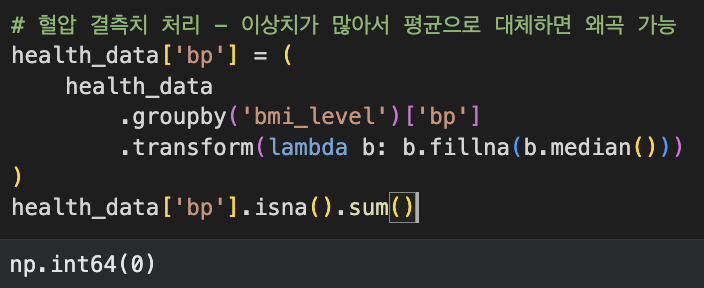 # 혈압 결측치 처리 – 이상치가 많아서 평균으로 대체하면 왜곡 가능
health_data['bp'] = (
    health_data
        .groupby('bmi_level')['bp']
        .transform(lambda b: b.fillna(b.median()))
)
health_data['bp'].isna().sum()
np.int64(0)